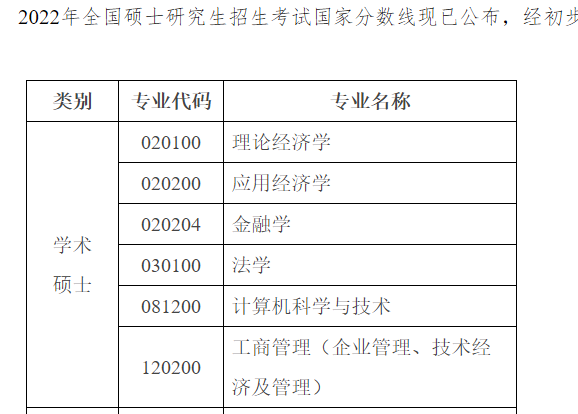 2022年全国硕士研究生招生考试国家分数线现已公布，经初步
类别 专业代码 专业名称
学术
硕士
020100 理论经济学
020200 应用经济学
020204 金融学
030100 法学
081200 计算机科学与技术
120200 工商管理（企业管理、技术经
济及管理）